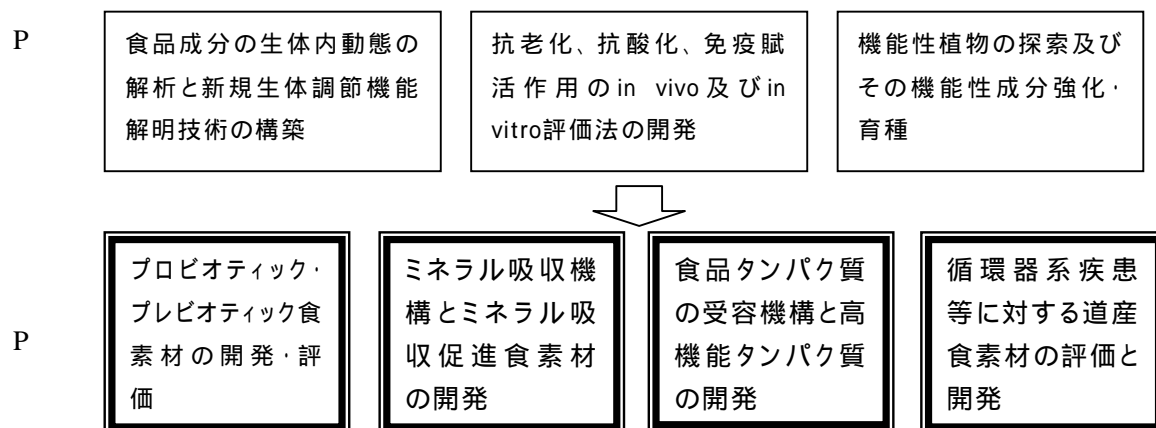 P
食品成分の生体内動態の
解析と新規生体調節機能
解明技術の構築
抗老化、抗酸化、免疫賦
活作用のin vivo及びin
vitro評価法の開発
機能性植物の探索及び
その機能性成分強化・
育種
P
プロビオティック・
プレビオティック食
素材の開発・評
価
ミネラル吸収機
構とミネラル吸
収促進食素材
の開発
食品タンパク質
の受容機構と高
機能タンパク質
の開発
循環器系疾患
等に対する道産
食素材の評価と
開発